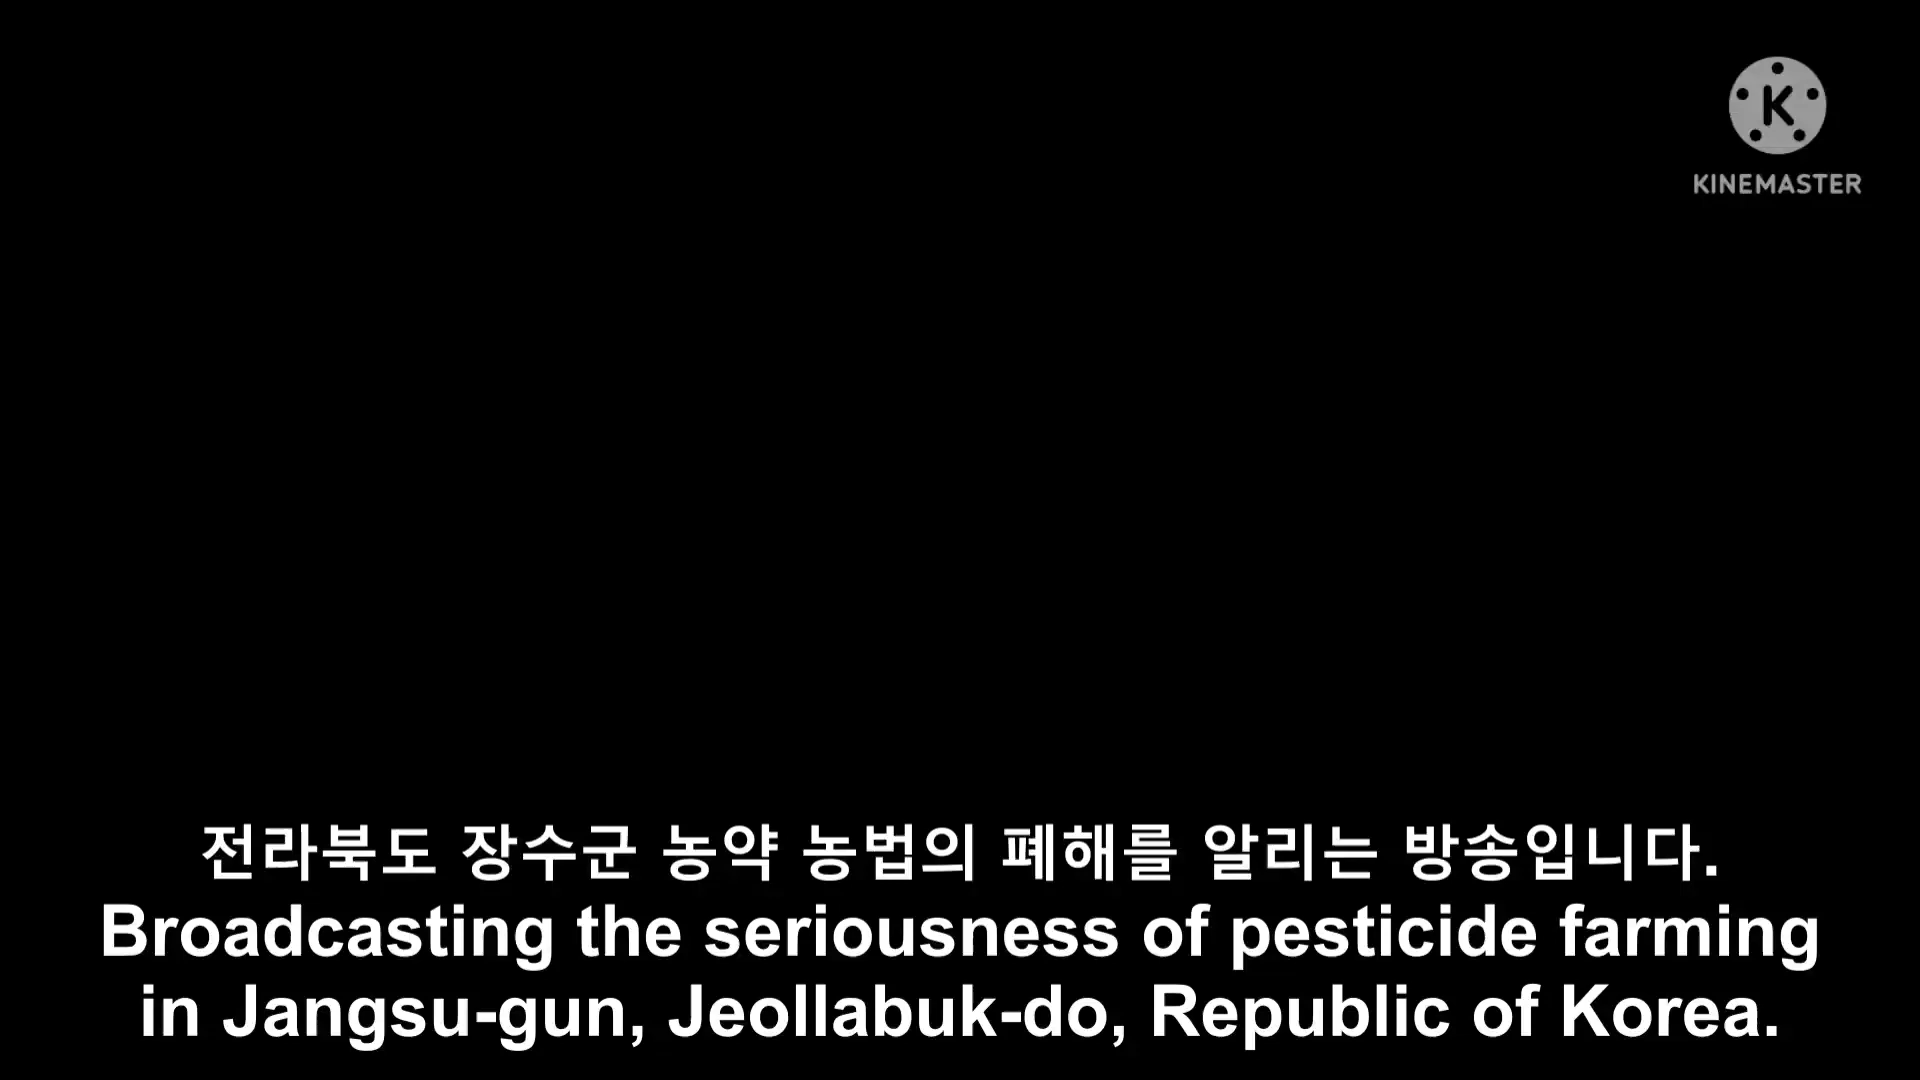 K
KINEMASTER
전라북도 장수군 농약 농법의 폐해를 알리는 방송입니다.
Broadcasting the seriousness of pesticide farming
in Jangsu-gun, Jeollabuk-do, Republic of Korea.